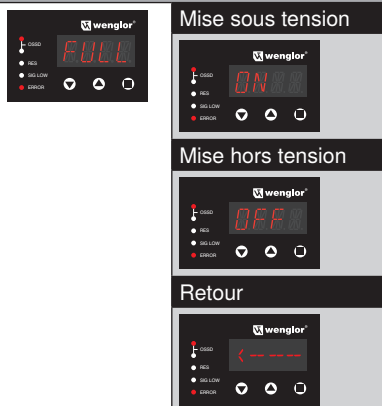 wenglor®
OSSD
FULL
RES
SIG LOW
ERROR
Mise sous tension
wenglor®
OSSD
ON
RES
SIG LOW
ERROR
Mise hors tension
wenglor®
OSSD
OFF
RES
SIG LOW
ERROR
Retour
wenglor®
OSSD
<-----
RES
SIG LOW
ERROR